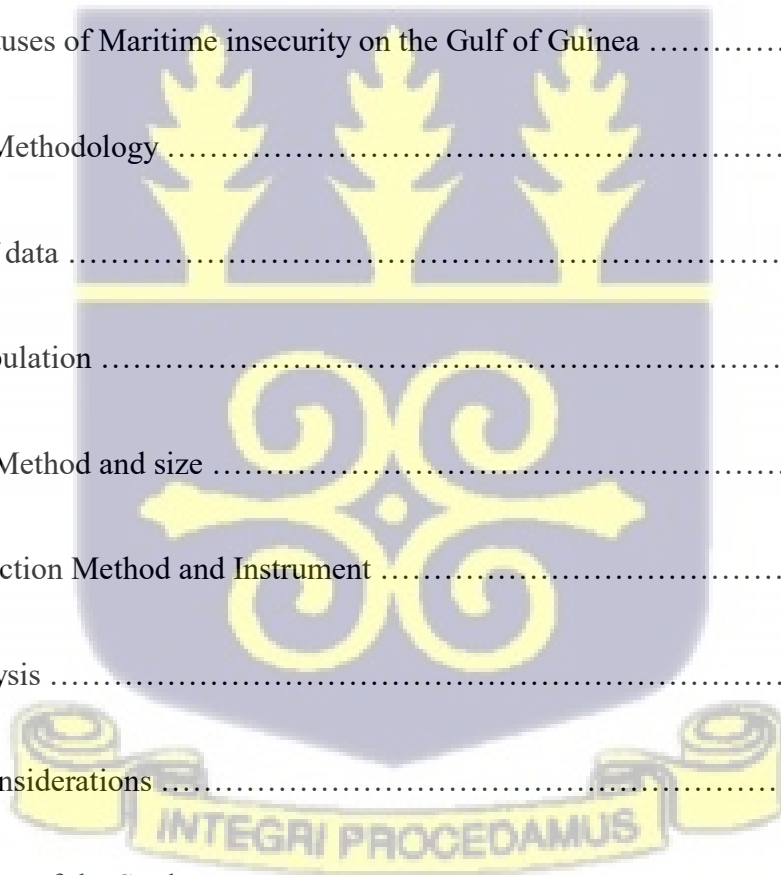 uses of Maritime insecurity on the Gulf of Guinea ……………
Methodology ……………………………………………………
data ………………………………………………………………
ulation ……………………………………………………………
Method and size …………………………………………………
ction Method and Instrument ……………………………………
ysis …………………………………………………………………
nsiderations ………………………………………………………
INTEGRI PROCEDAMUS